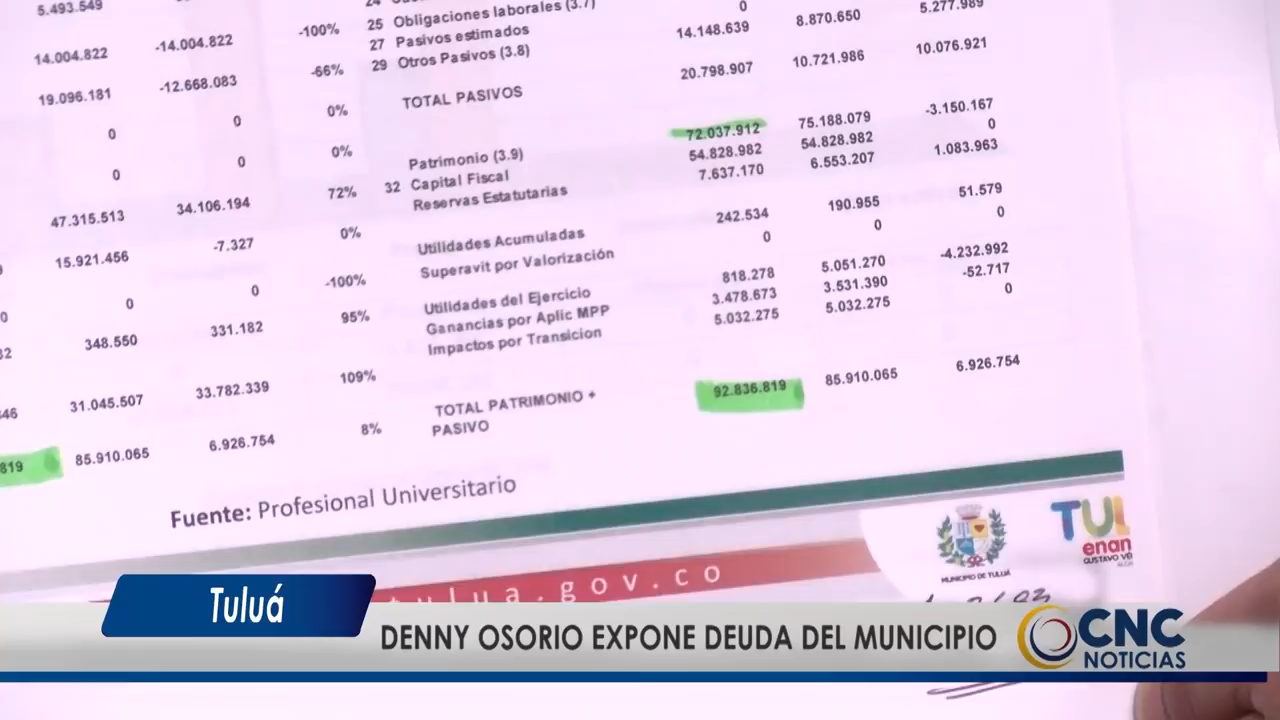 5.493.549
-100% 25 Obligaciones laborales (3.7) 0 5.277.989
14.004.822 -14.004.822 27 Pasivos estimados 14.148.639 8.870.650
-66% 29 Otros Pasivos (3.8) 10.076.921
19.096.181 -12.668.083 20.798.907 10.721.986
0% TOTAL PASIVOS
0 0 -3.150.167
0% 72.037.912 75.188.079 0
0 0 Patrimonio (3.9) 54.828.982 54.828.982 1.083.963
72% 32 Capital Fiscal 7.637.170 6.553.207
47.315.513 34.106.194 Reservas Estatutarias
0% 242.534 190.955 51.579
15.921.456 -7.327 Utilidades Acumuladas 0 0 0
-100% Superavit por Valorización
0 0 0 818.278 5.051.270 -4.232.992
95% Utilidades del Ejercicio 3.478.673 3.531.390 -52.717
348.550 331.182 Ganancias por Aplic MPP 5.032.275 5.032.275 0
Impactos por Transicion
31.045.507 33.782.339 109%
TOTAL PATRIMONIO + 92.836.819 85.910.065 6.926.754
819 85.910.065 6.926.754 8% PASIVO
Fuente: Profesional Universitario
tulua.gov.co
MUNICIPIO DE TULUÁ
TUL
enan
GUSTAVO VÉ
Tuluá
DENNY OSORIO EXPONE DEUDA DEL MUNICIPIO
CNC
NOTICIAS